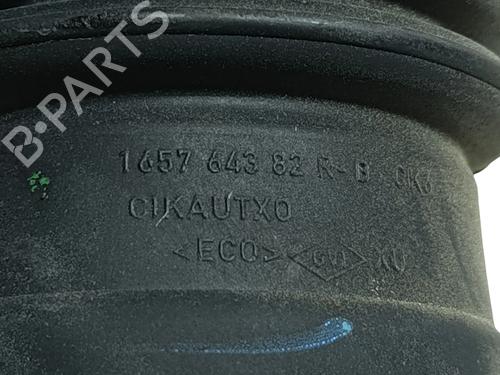 B-PARTS
1657 643 82 R-B
CIKAUTXO
<ECO>